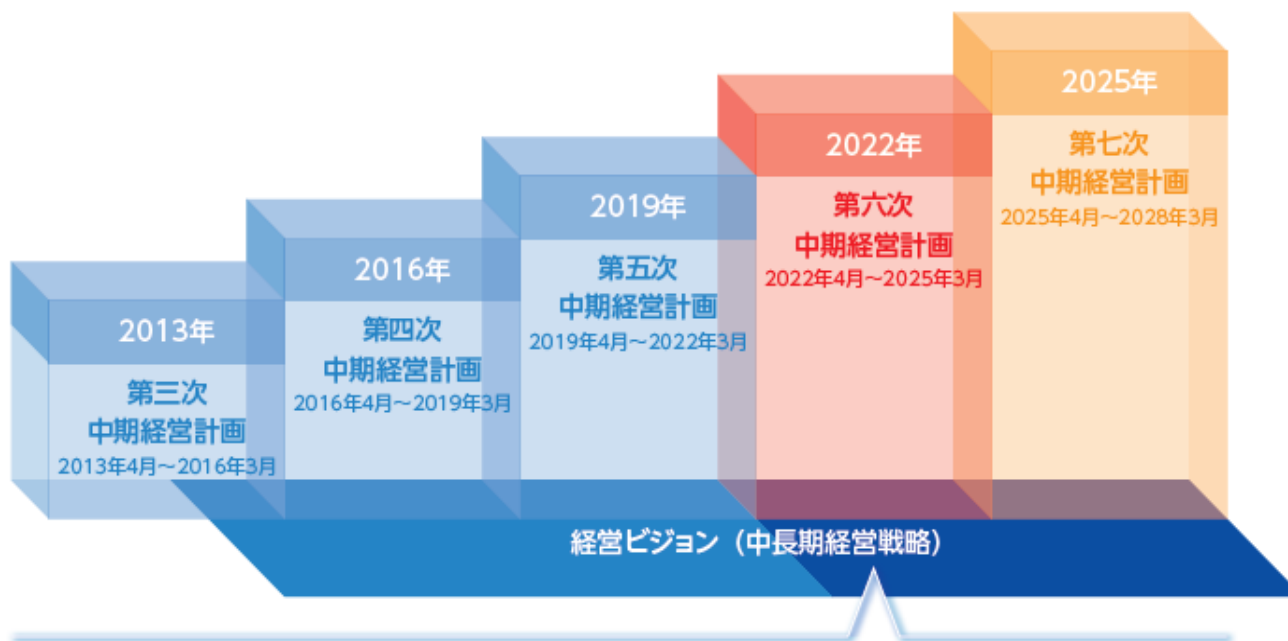 2013年
第三次
中期経営計画
2013年4月～2016年3月
2016年
第四次
中期経営計画
2016年4月～2019年3月
2019年
第五次
中期経営計画
2019年4月～2022年3月
2022年
第六次
中期経営計画
2022年4月～2025年3月
2025年
第七次
中期経営計画
2025年4月～2028年3月
経営ビジョン（中長期経営戦略）